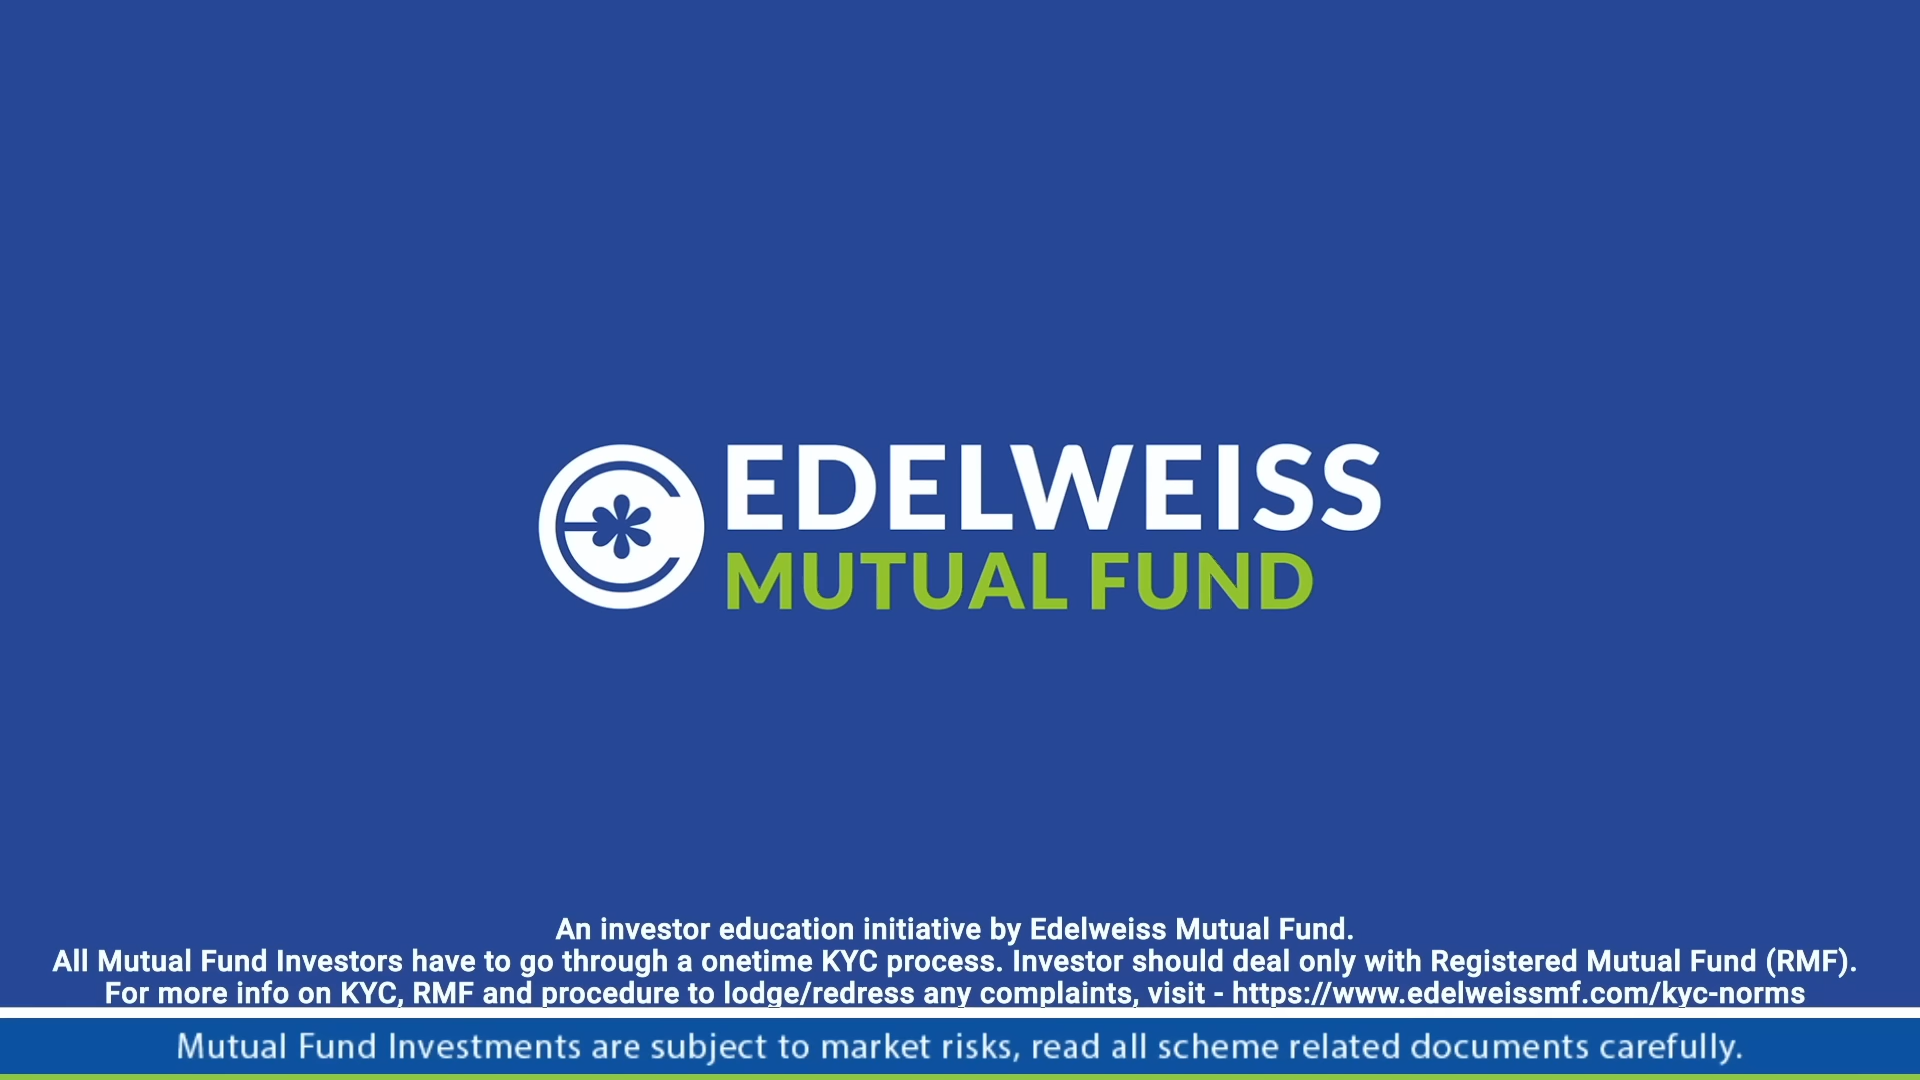 EDELWEISS
MUTUAL FUND
An investor education initiative by Edelweiss Mutual Fund.
All Mutual Fund Investors have to go through a onetime KYC process. Investor should deal only with Registered Mutual Fund (RMF).
For more info on KYC, RMF and procedure to lodge/redress any complaints, visit - https://www.edelweissmf.com/kyc-norms
Mutual Fund Investments are subject to market risks, read all scheme related documents carefully.